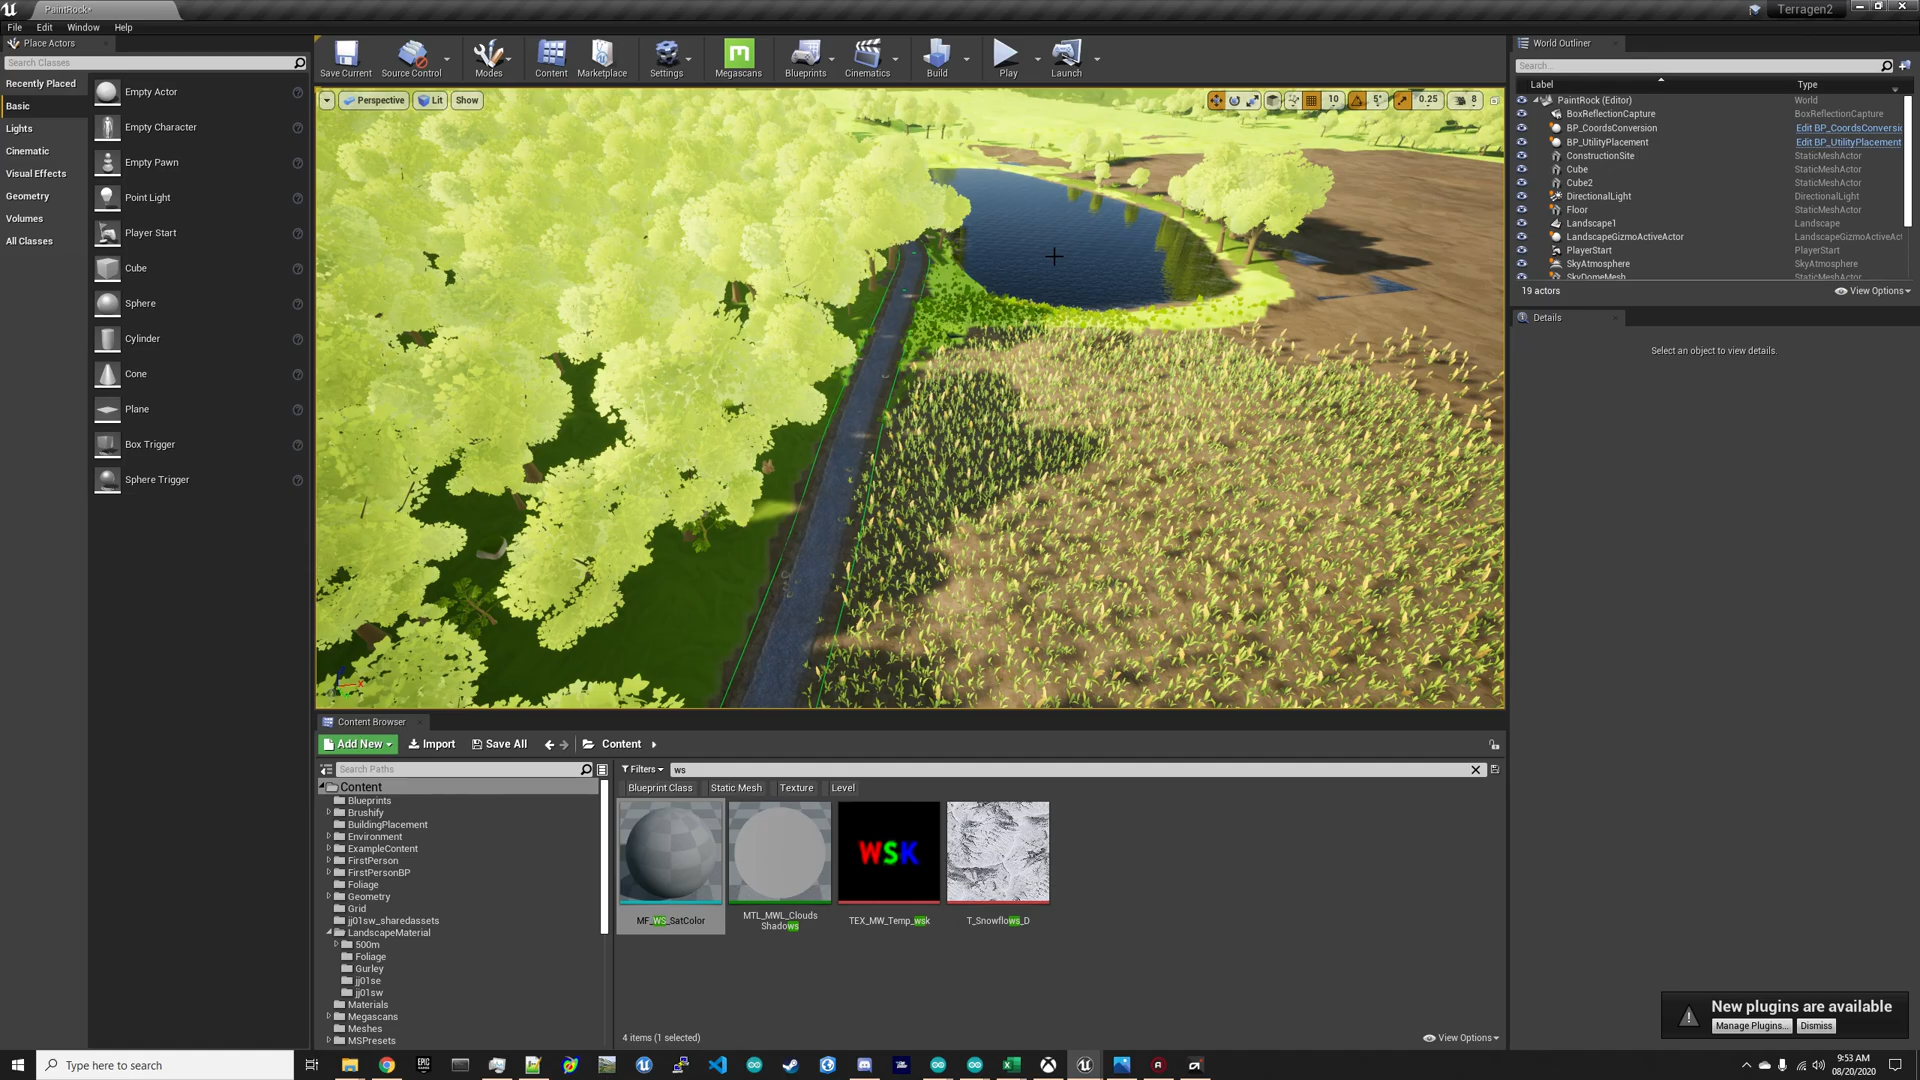 PaintRock*
Terragen2
File Edit Window Help
Place Actors
Search Classes
Recently Placed
Basic
Lights
Cinematic
Visual Effects
Geometry
Volumes
All Classes
Empty Actor
Empty Character
Empty Pawn
Point Light
Player Start
Cube
Sphere
Cylinder
Cone
Plane
Box Trigger
Sphere Trigger
Save Current Source Control Modes Content Marketplace Settings Megascans Blueprints Cinematics Build Play Launch
Perspective Lit Show
10 5° 0.25 8
World Outliner
Search...
Label Type
PaintRock (Editor) World
BoxReflectionCapture BoxReflectionCapture
BP_CoordsConversion Edit BP_CoordsConversi
BP_UtilityPlacement Edit BP_UtilityPlacement
ConstructionSite StaticMeshActor
Cube StaticMeshActor
Cube2 StaticMeshActor
DirectionalLight DirectionalLight
Floor StaticMeshActor
Landscape1 Landscape
LandscapeGizmoActiveActor LandscapeGizmoActiveAct
PlayerStart PlayerStart
SkyAtmosphere SkyAtmosphere
SkyDomeMesh StaticMeshActor
19 actors View Options
Details
Select an object to view details.
Content Browser
Add New Import Save All Content
Search Paths
Filters ws
Blueprint Class Static Mesh Texture Level
Content
Blueprints
Brushify
BuildingPlacement
Environment
ExampleContent
FirstPerson
FirstPersonBP
Foliage
Geometry
Grid
jj01sw_sharedassets
LandscapeMaterial
500m
Foliage
Gurley
jj01se
jj01sw
Materials
Megascans
Meshes
MSPresets
WSK
MF_WS_SatColor
MTL_MWL_Clouds
Shadows
TEX_MW_Temp_wsk
T_Snowflows_D
4 items (1 selected) View Options
New plugins are available
Manage Plugins... Dismiss
Type here to search
9:53 AM
08/20/2020